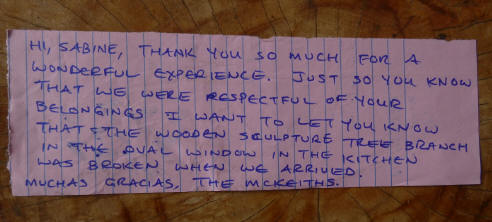 HI, SABINE, THANK YOU SO MUCH FOR A
WONDERFUL EXPERIENCE. JUST SO YOU KNOW
THAT WE WERE RESPECTFUL OF YOUR
BELONGINGS I WANT TO LET YOU KNOW
THAT THE WOODEN SCULPTURE TREE BRANCH
IN THE OVAL WINDOW IN THE KITCHEN
WAS BROKEN WHEN WE ARRIVED.
MUCHAS GRACIAS, THE MCKEITHS.